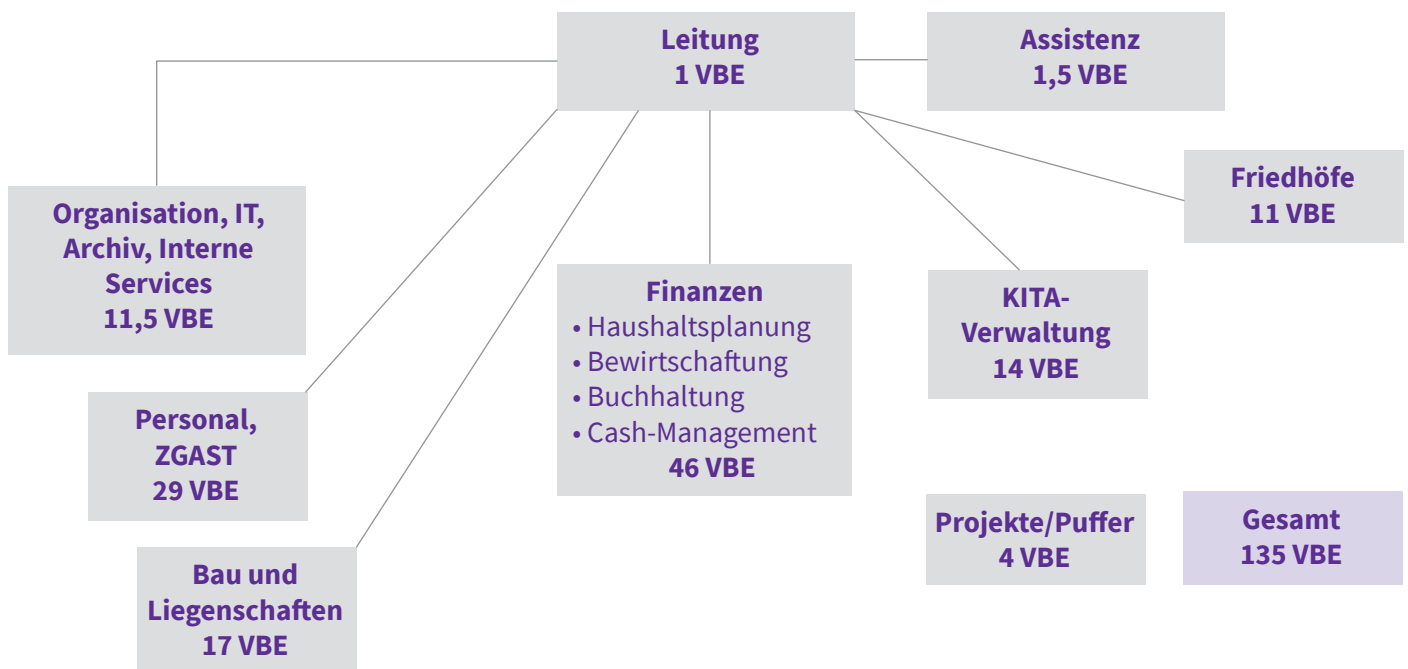 Leitung
1 VBE
Assistenz
1,5 VBE
Friedhöfe
11 VBE
Organisation, IT,
Archiv, Interne
Services
11,5 VBE
Finanzen
• Haushaltsplanung
• Bewirtschaftung
• Buchhaltung
• Cash-Management
46 VBE
KITA-
Verwaltung
14 VBE
Personal,
ZGAST
29 VBE
Projekte/Puffer
4 VBE
Gesamt
135 VBE
Bau und
Liegenschaften
17 VBE